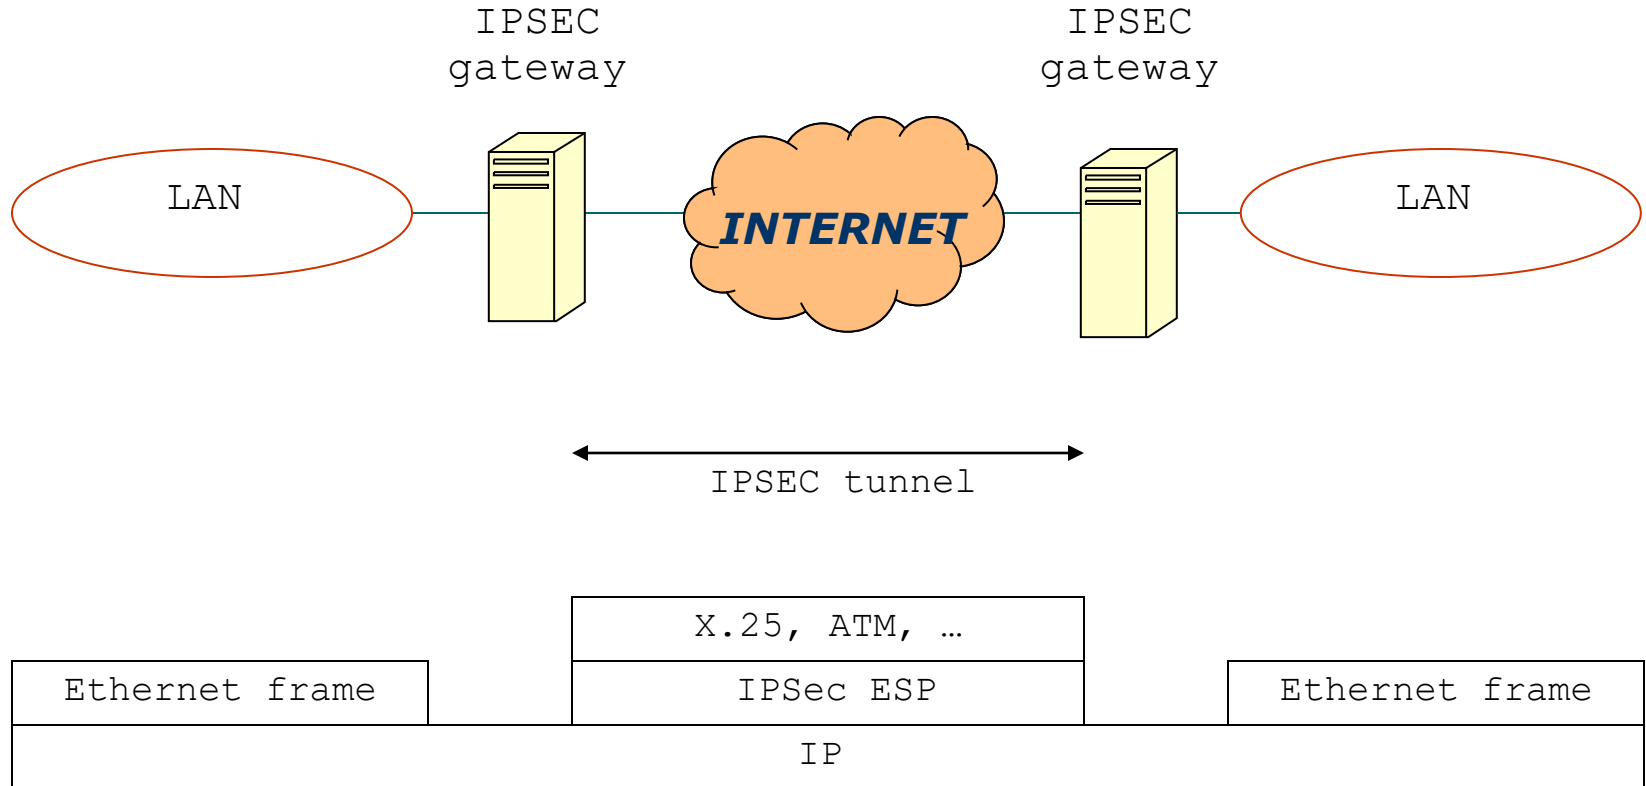 IPSEC
gateway
IPSEC
gateway
LAN
INTERNET
LAN
IPSEC tunnel
X.25, ATM, …
Ethernet frame
IPSec ESP
Ethernet frame
IP